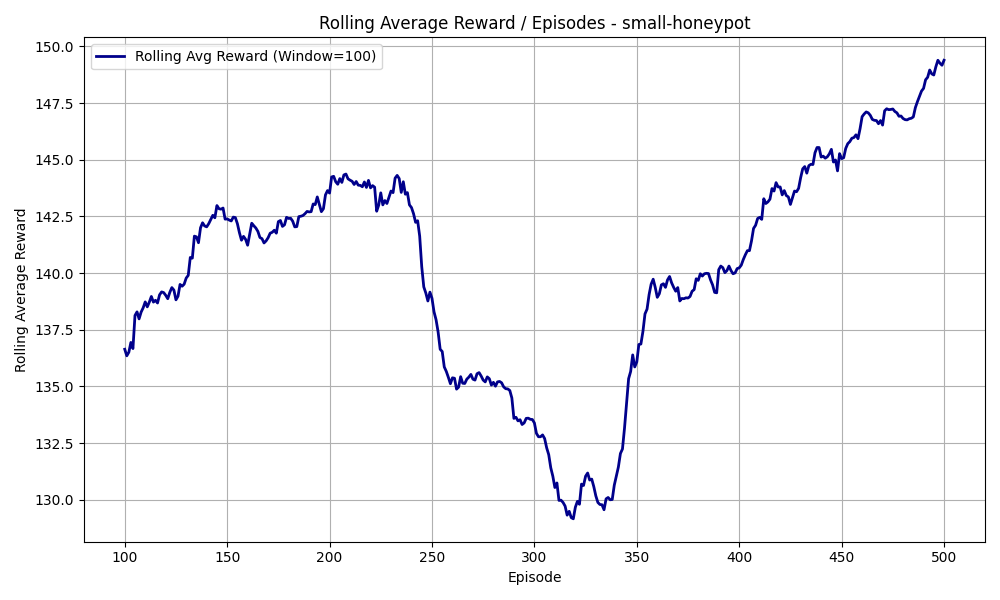 Rolling Average Reward / Episodes - small-honeypot
Rolling Avg Reward (Window=100)
Rolling Average Reward
150.0
147.5
145.0
142.5
140.0
137.5
135.0
132.5
130.0
100 150 200 250 300 350 400 450 500
Episode